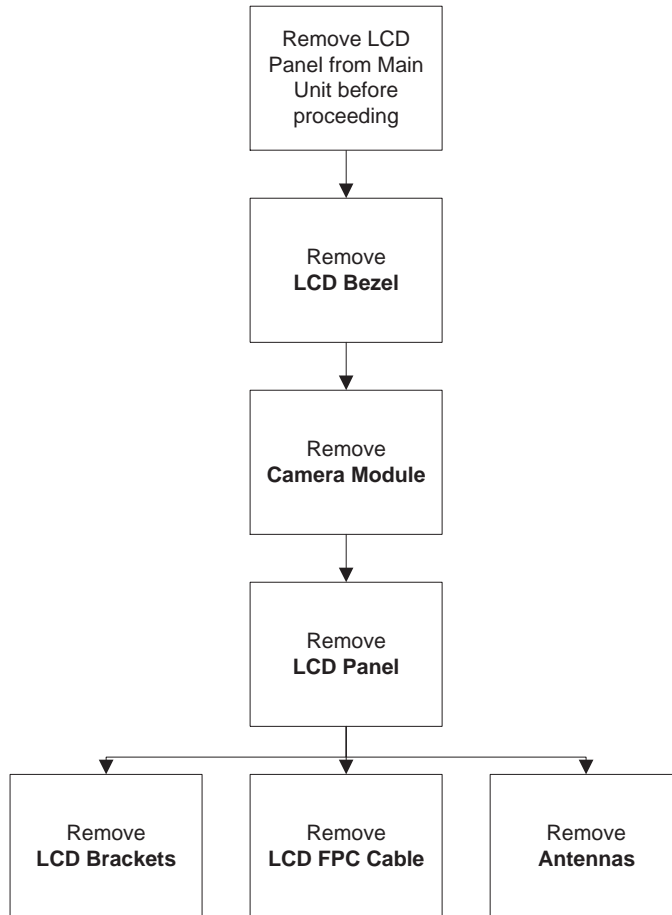 Remove LCD
Panel from Main
Unit before
proceeding
Remove
LCD Bezel
Remove
Camera Module
Remove
LCD Panel
Remove
LCD Brackets
Remove
LCD FPC Cable
Remove
Antennas